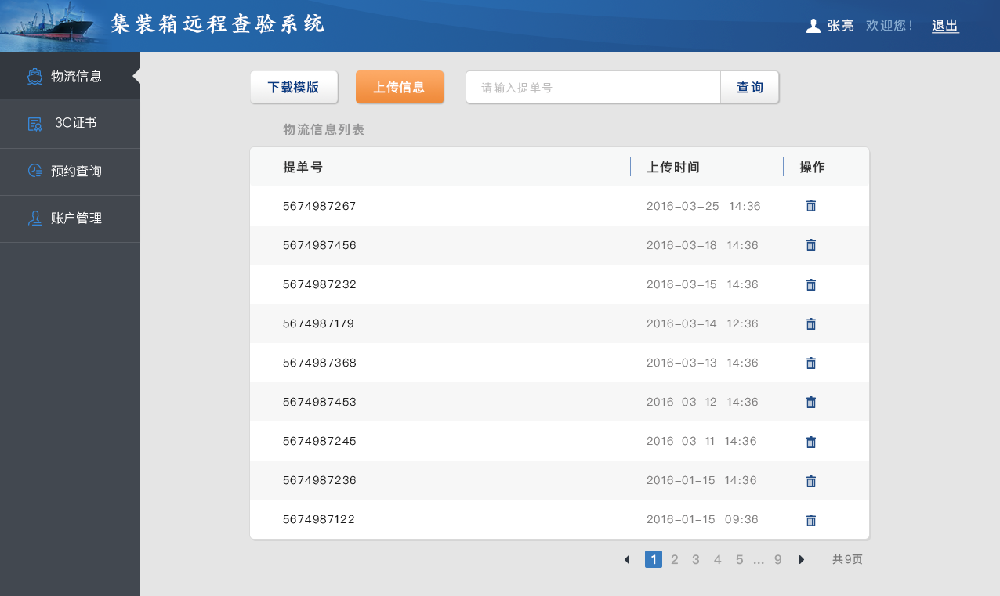 集装箱远程查验系统
张亮 欢迎您! 退出
物流信息
3C证书
预约查询
账户管理
下载模版 上传信息 请输入提单号 查询
物流信息列表
提单号 上传时间 操作
5674987267 2016-03-25 14:36
5674987456 2016-03-18 14:36
5674987232 2016-03-15 14:36
5674987179 2016-03-14 12:36
5674987368 2016-03-13 14:36
5674987453 2016-03-12 14:36
5674987245 2016-03-11 14:36
5674987236 2016-01-15 14:36
5674987122 2016-01-15 09:36
1 2 3 4 5 ... 9 共9页